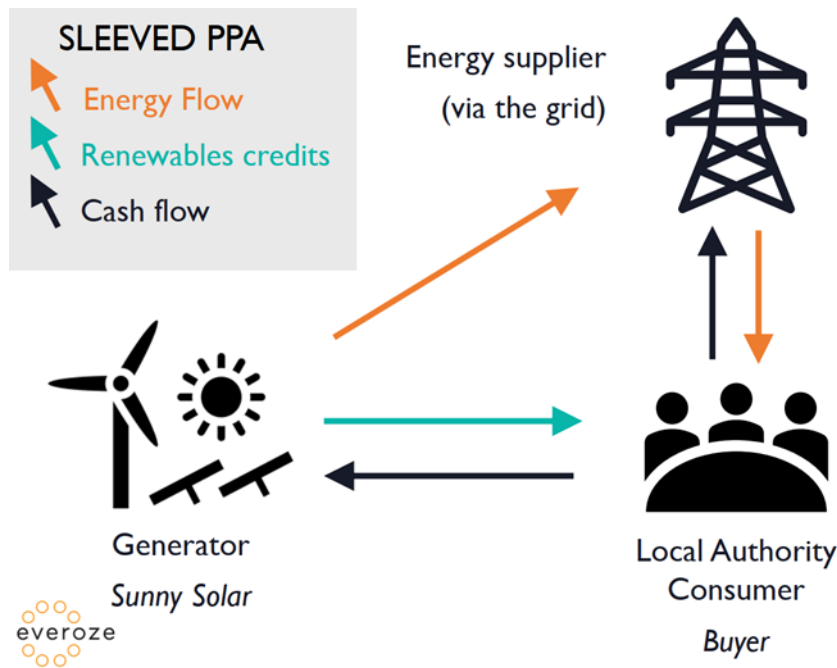 SLEEVED PPA
Energy Flow
Renewables credits
Cash flow
Energy supplier
(via the grid)
Generator
Sunny Solar
Local Authority
Consumer
Buyer
everoze